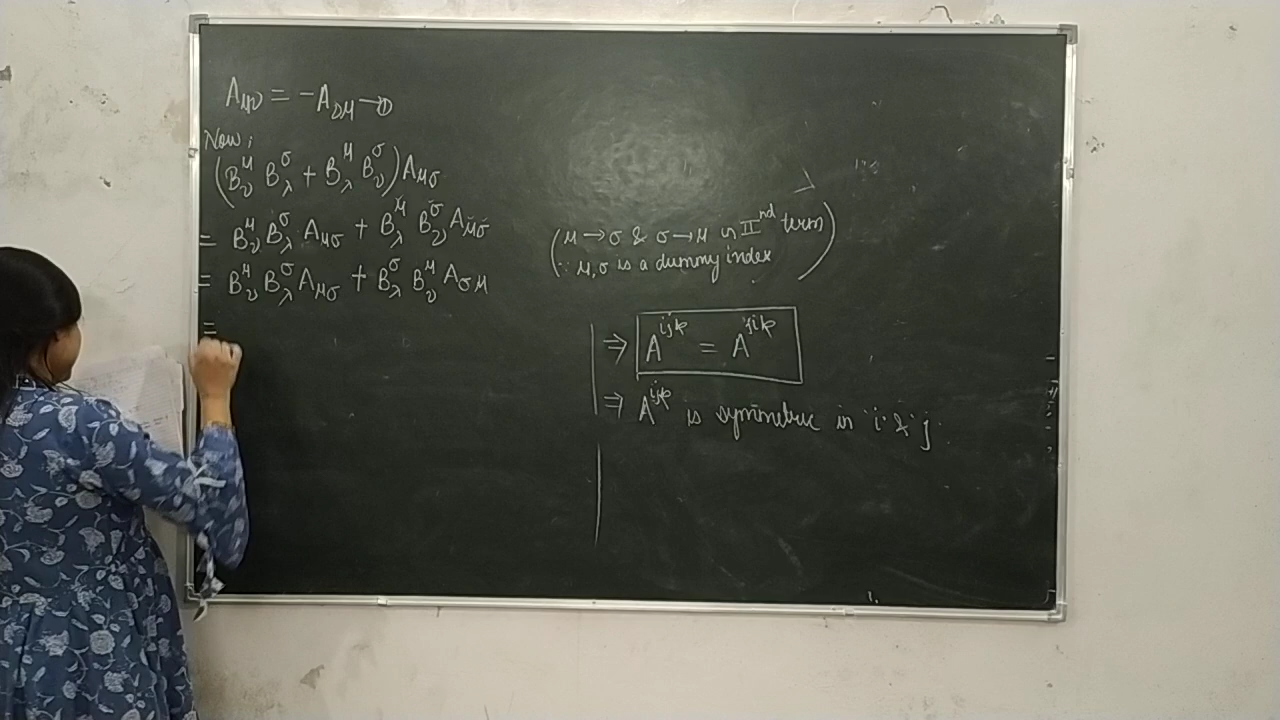 A_{μν} = -A_{νμ} → ①
Now;
(B^μ_ν B^σ_λ + B^μ_λ B^σ_ν) A_{μσ}
= B^μ_ν B^σ_λ A_{μσ} + B^μ_λ B^σ_ν A_{μσ}
= B^μ_ν B^σ_λ A_{μσ} + B^σ_λ B^μ_ν A_{σμ}
=
(μ → σ & σ → μ in II^{nd} term
∵ μ, σ is a dummy index)
⇒ A^{ijk} = A^{jik}
⇒ A^{ijk} is symmetric in 'i' & 'j'